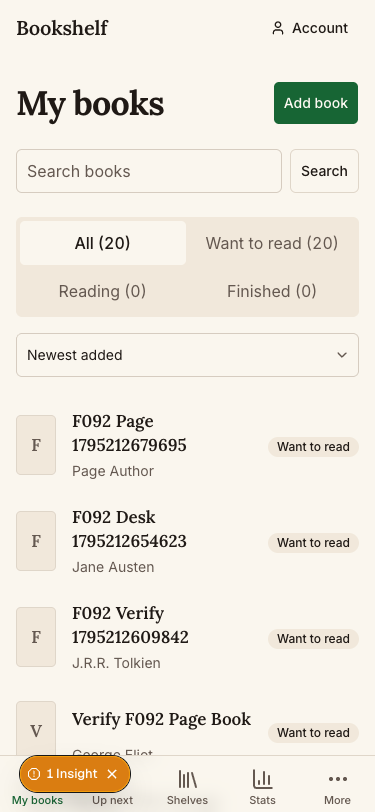 Bookshelf
Account
My books
Add book
Search books
Search
All (20)
Want to read (20)
Reading (0)
Finished (0)
Newest added
F
F092 Page
1795212679695
Page Author
Want to read
F
F092 Desk
1795212654623
Jane Austen
Want to read
F
F092 Verify
1795212609842
J.R.R. Tolkien
Want to read
V
Verify F092 Page Book
George Eliot
Want to read
1 Insight
My books
Up next
Shelves
Stats
More